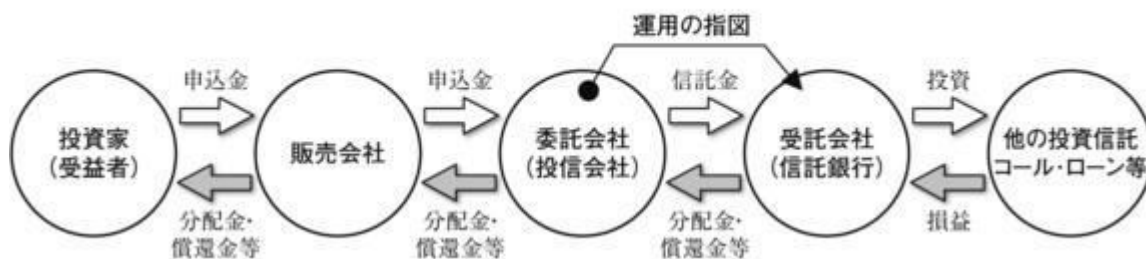 運用の指図
申込金
申込金
信託金
投資
投資家
(受益者)
販売会社
委託会社
(投信会社)
受託会社
(信託銀行)
他の投資信託
コール・ローン等
分配金・
償還金等
分配金・
償還金等
分配金・
償還金等
損益